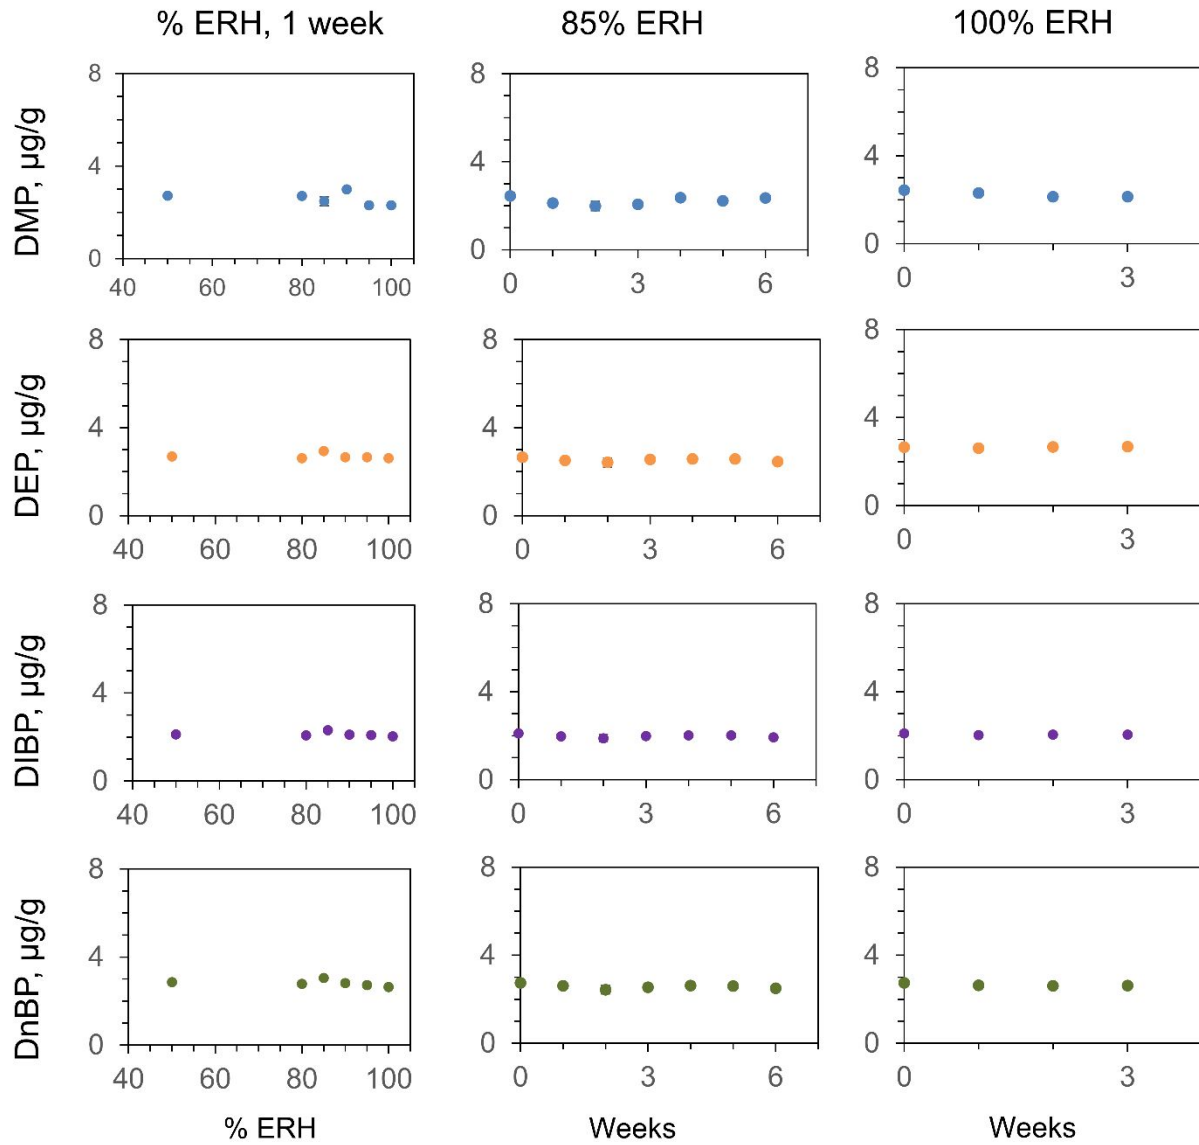 % ERH, 1 week 85% ERH 100% ERH
DMP, µg/g
8 8 8
4 4 4
0 0 0
40 60 80 100 0 3 6 0 3
DEP, µg/g
8 8 8
4 4 4
0 0 0
40 60 80 100 0 3 6 0 3
DIBP, µg/g
8 8 8
4 4 4
0 0 0
40 60 80 100 0 3 6 0 3
DnBP, µg/g
8 8 8
4 4 4
0 0 0
40 60 80 100 0 3 6 0 3
% ERH Weeks Weeks